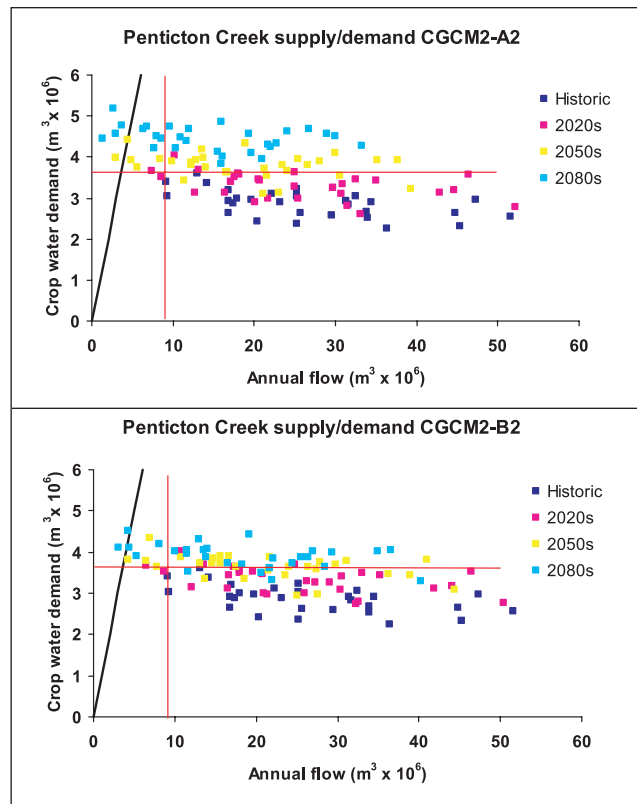 Penticton Creek supply/demand CGCM2-A2
Crop water demand (m³ x 10⁶)
6
5
4
3
2
1
0
0 10 20 30 40 50 60
Annual flow (m³ x 10⁶)
Historic
2020s
2050s
2080s
Penticton Creek supply/demand CGCM2-B2
Crop water demand (m³ x 10⁶)
6
5
4
3
2
1
0
0 10 20 30 40 50 60
Annual flow (m³ x 10⁶)
Historic
2020s
2050s
2080s